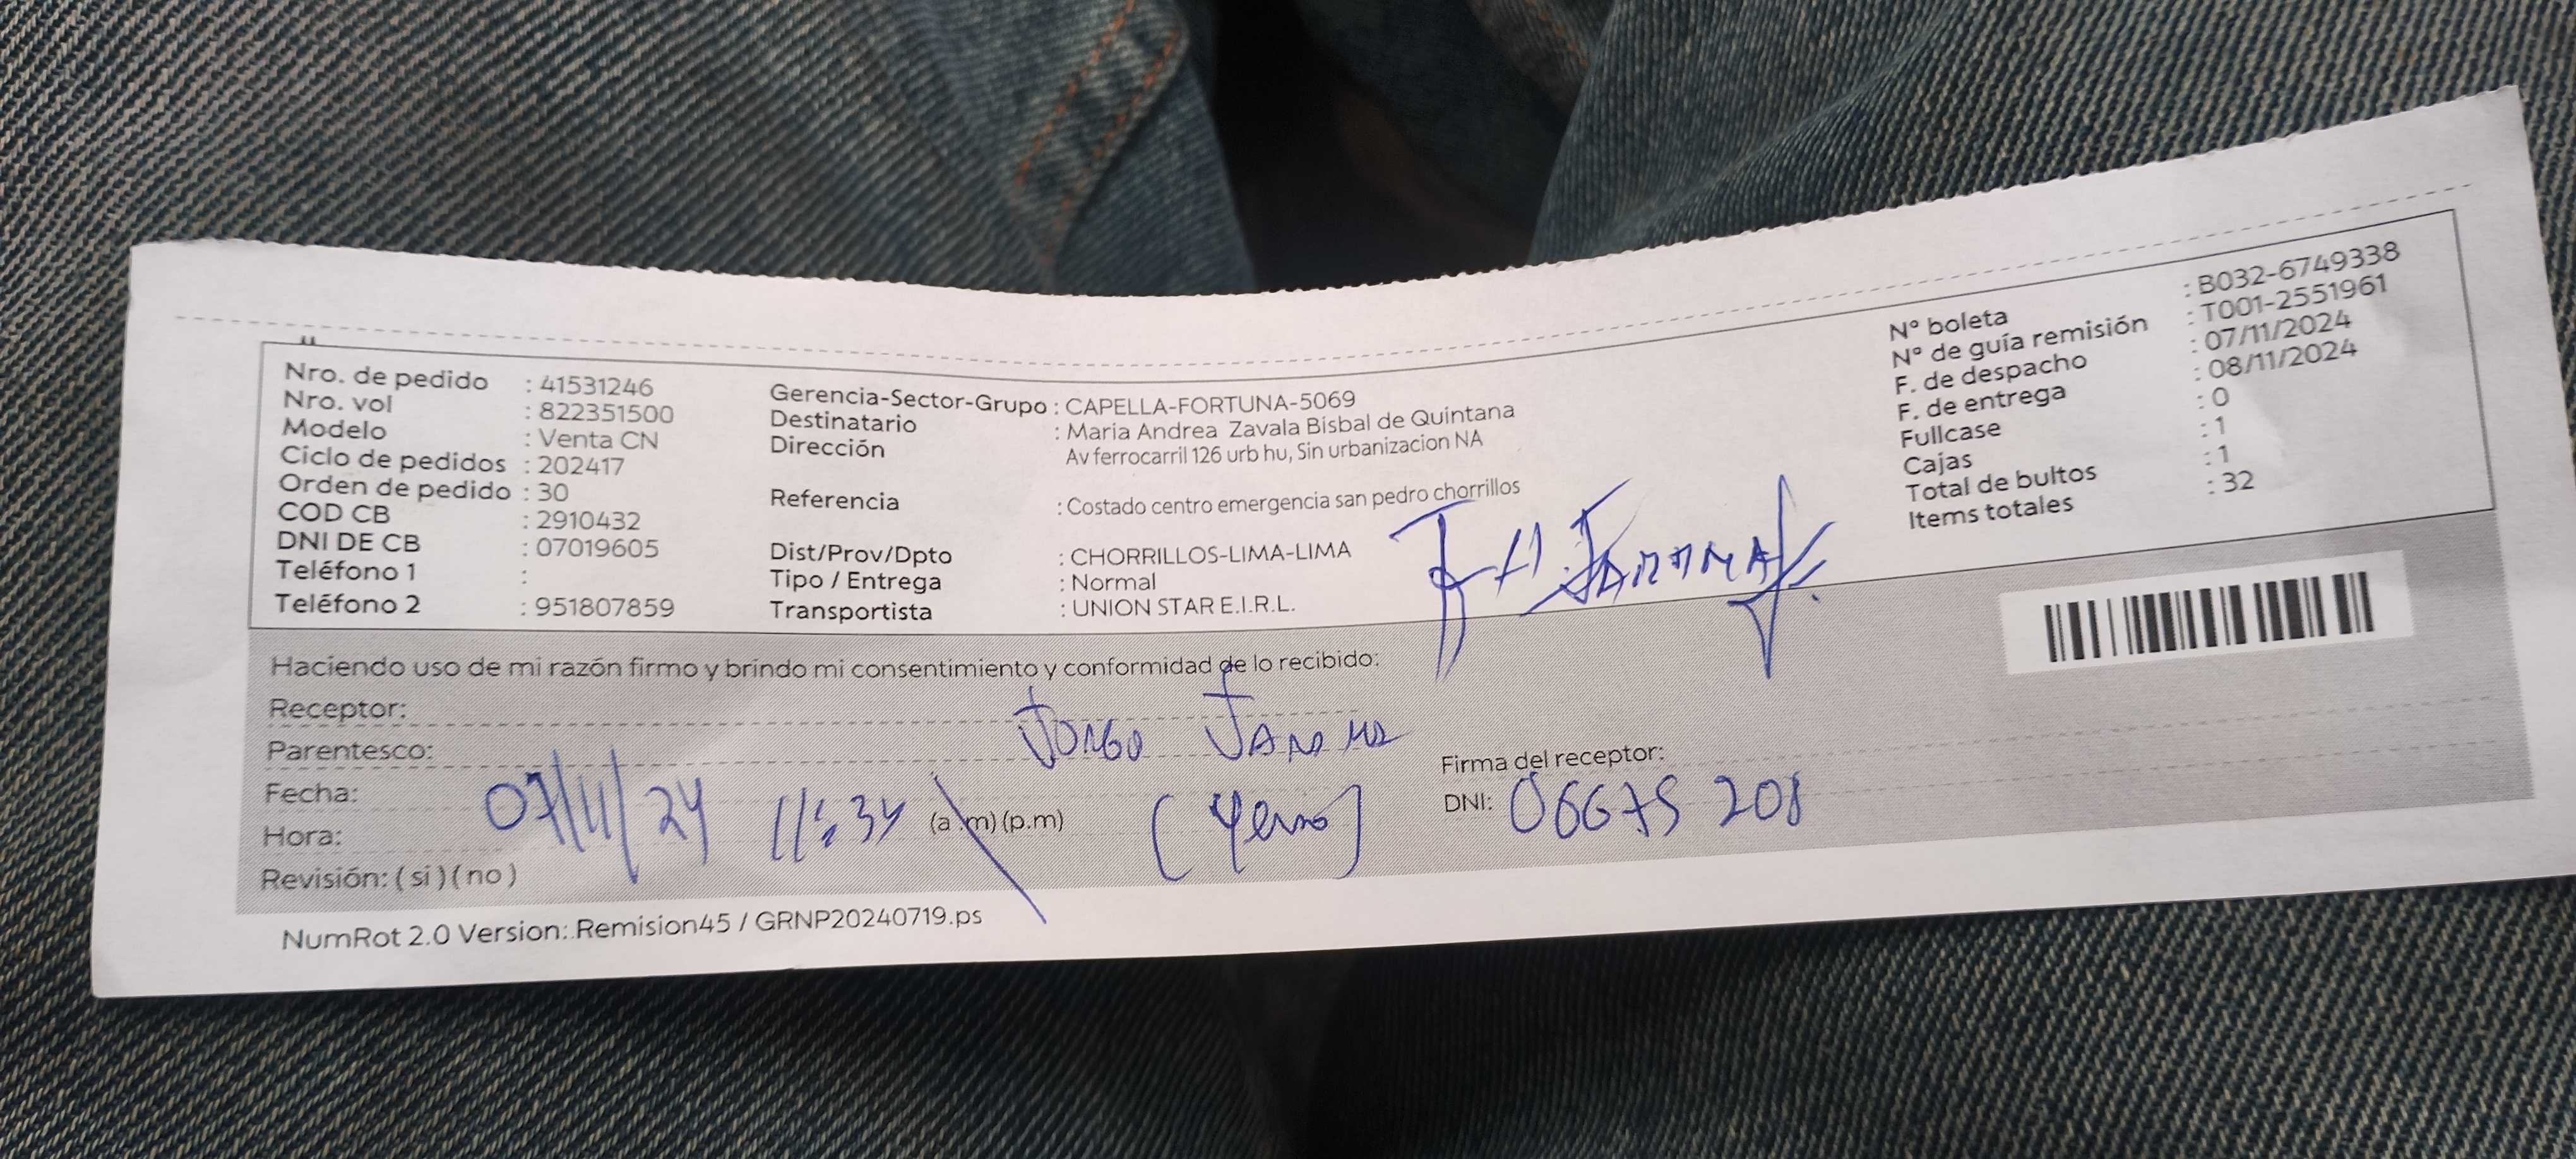 Nro. de pedido : 41531246
Nro. vol : 822351500
Modelo : Venta CN
Ciclo de pedidos : 202417
Orden de pedido : 30
COD CB : 2910432
DNI DE CB : 07019605
Teléfono 1 :
Teléfono 2 : 951807859
Gerencia-Sector-Grupo : CAPELLA-FORTUNA-5069
Destinatario : Maria Andrea Zavala Bisbal de Quintana
Dirección Av ferrocarril 126 urb hu, Sin urbanizacion NA
Referencia : Costado centro emergencia san pedro chorrillos
Dist/Prov/Dpto : CHORRILLOS-LIMA-LIMA
Tipo / Entrega : Normal
Transportista : UNION STAR E.I.R.L.
N° boleta : B032-6749338
N° de guía remisión : T001-2551961
F. de despacho : 07/11/2024
F. de entrega : 08/11/2024
Fullcase : 0
Cajas : 1
Total de bultos : 1
Items totales : 32
Haciendo uso de mi razón firmo y brindo mi consentimiento y conformidad de lo recibido:
Receptor:
Parentesco: (Yerno)
Fecha: 07/11/24
Hora: 11:34 (a.m)(p.m)
Revisión: (si)(no)
Firma del receptor:
DNI: 06675208
NumRot 2.0 Version: Remision45 / GRNP20240719.ps